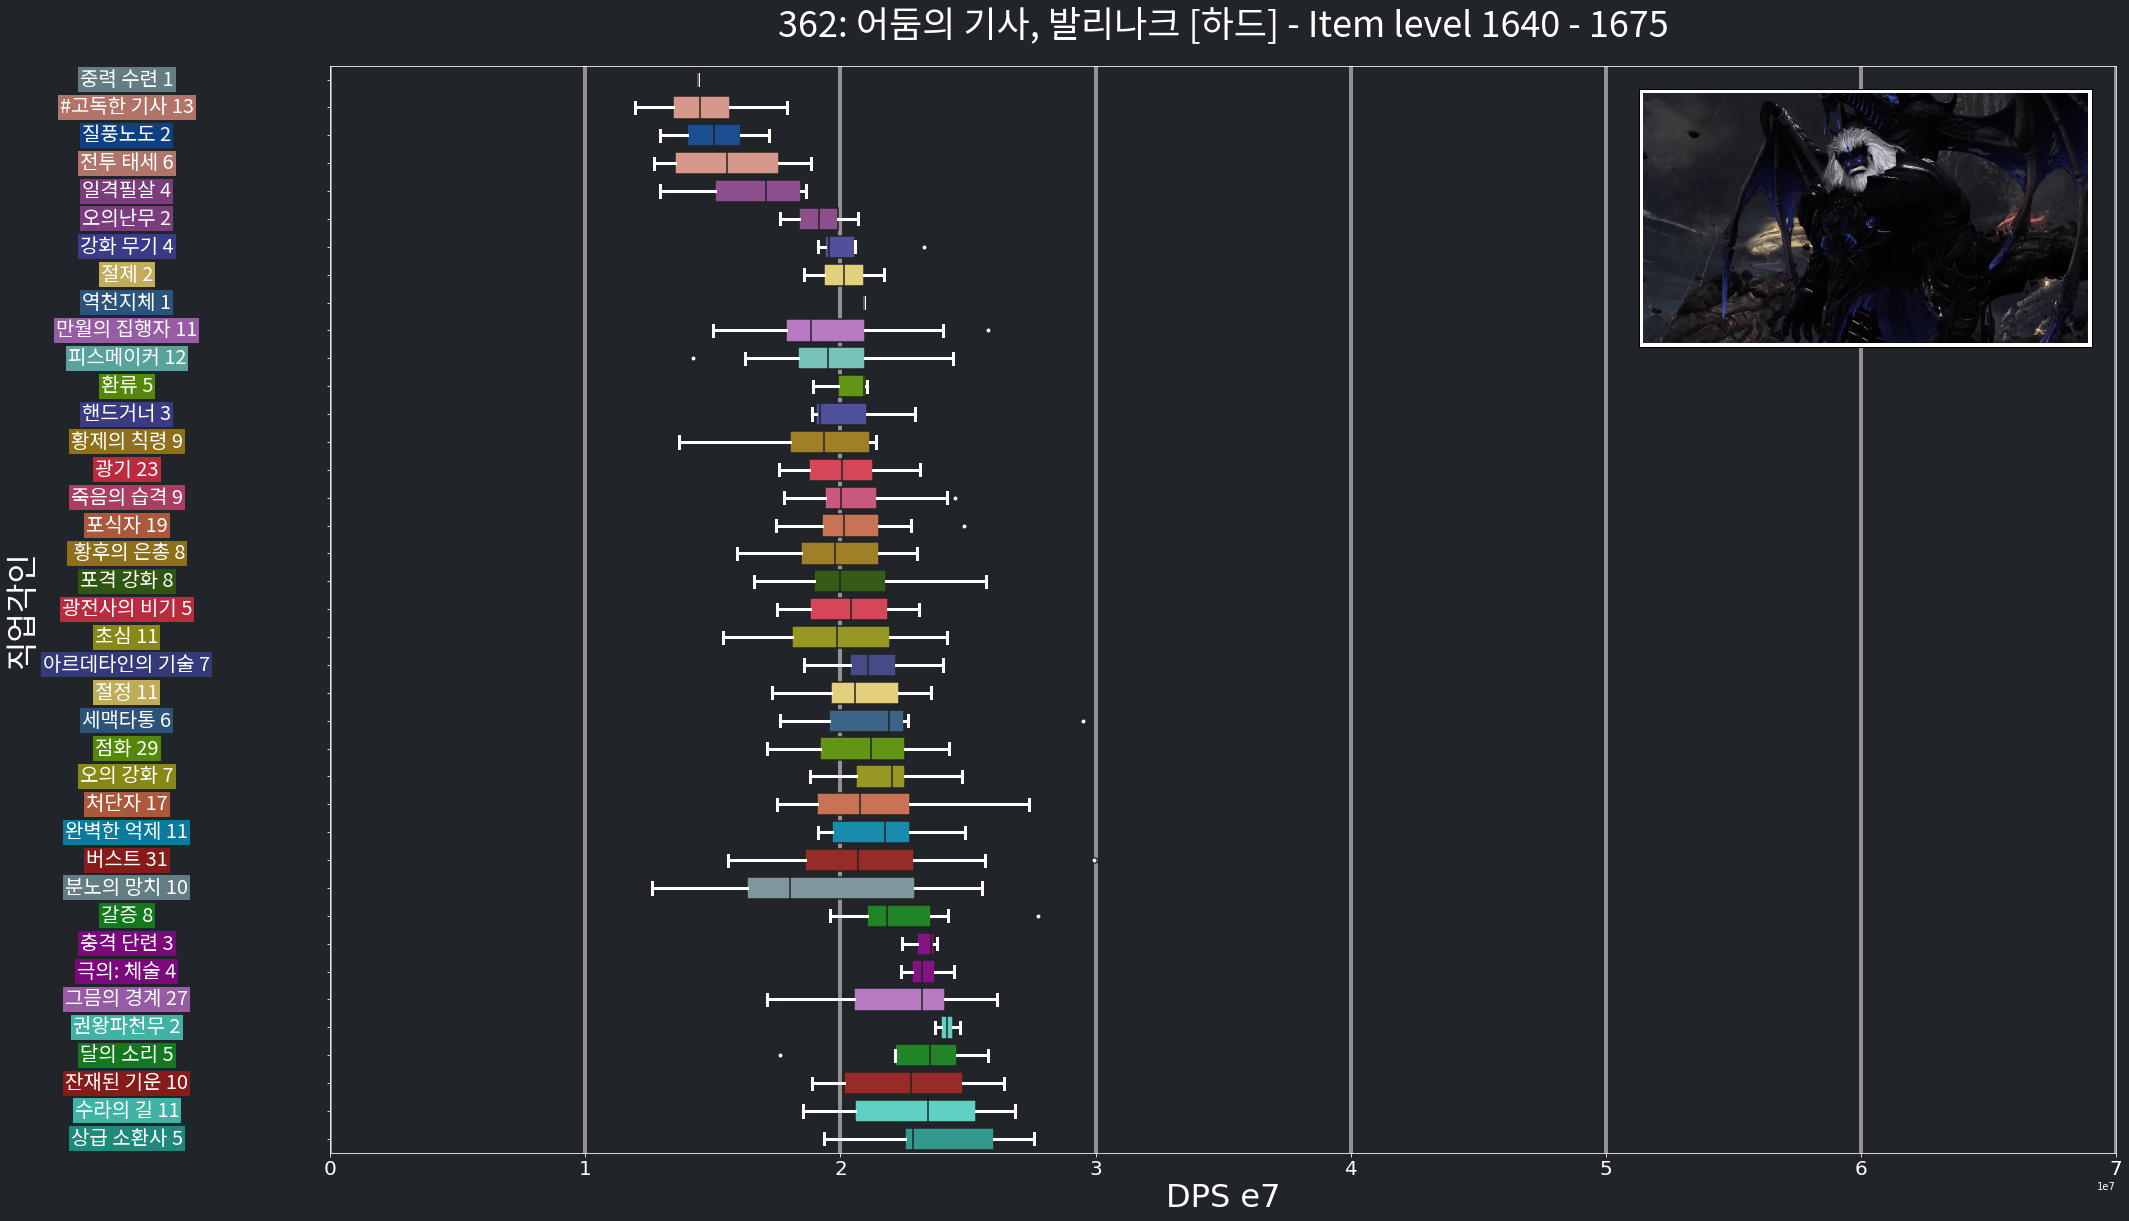 362: 어둠의 기사, 발리나크 [하드] - Item level 1640 - 1675
직업각인
중력 수련 1
#고독한 기사 13
질풍노도 2
전투 태세 6
일격필살 4
오의난무 2
강화 무기 4
절제 2
역천지체 1
만월의 집행자 11
피스메이커 12
환류 5
핸드거너 3
황제의 칙령 9
광기 23
죽음의 습격 9
포식자 19
황후의 은총 8
포격 강화 8
광전사의 비기 5
초심 11
아르데타인의 기술 7
절정 11
세맥타통 6
점화 29
오의 강화 7
처단자 17
완벽한 억제 11
버스트 31
분노의 망치 10
갈증 8
충격 단련 3
극의: 체술 4
그믐의 경계 27
권왕파천무 2
달의 소리 5
잔재된 기운 10
수라의 길 11
상급 소환사 5
0 1 2 3 4 5 6 7
1e7
DPS e7